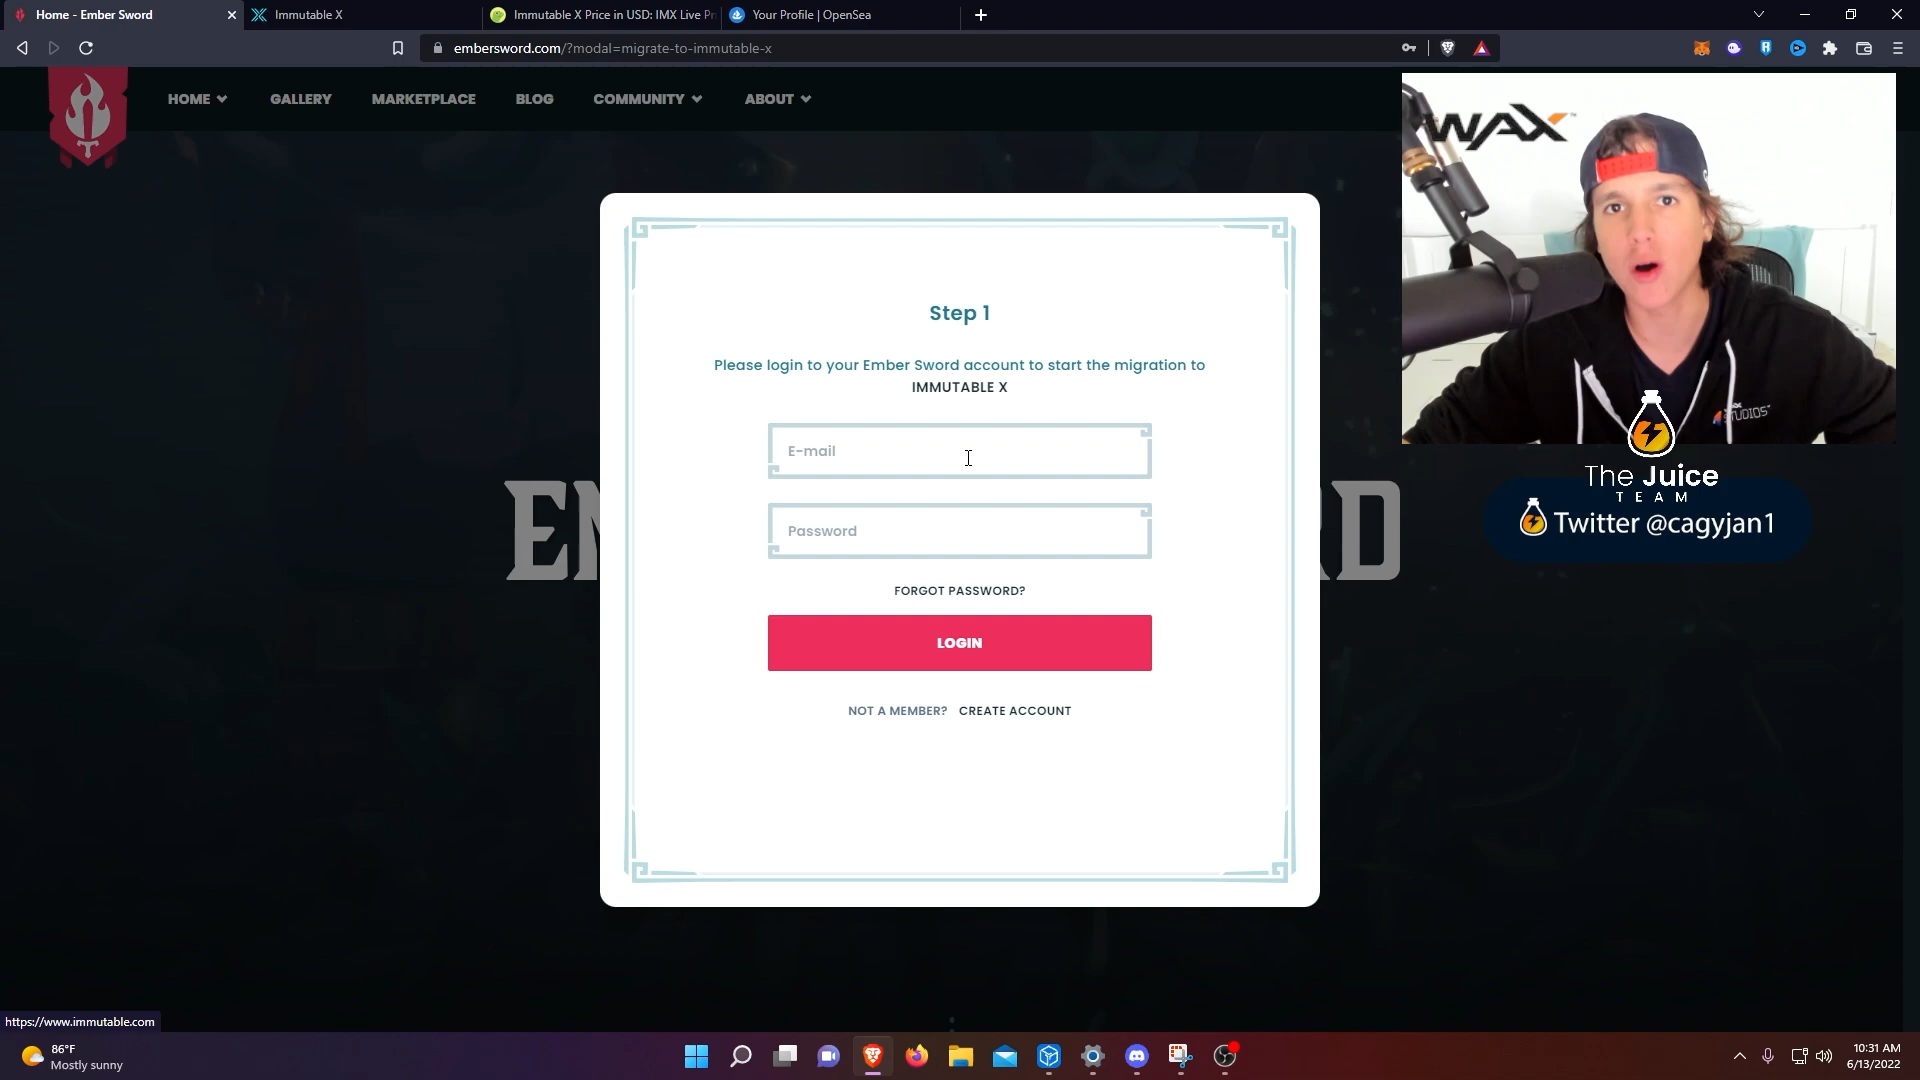 Home - Ember Sword
Immutable X
Immutable X Price in USD: IMX Live Pr
Your Profile | OpenSea
embersword.com/?modal=migrate-to-immutable-x
HOME
GALLERY
MARKETPLACE
BLOG
COMMUNITY
ABOUT
WAX
Step 1
Please login to your Ember Sword account to start the migration to
IMMUTABLE X
E-mail
Password
FORGOT PASSWORD?
LOGIN
NOT A MEMBER? CREATE ACCOUNT
The Juice
TEAM
Twitter @cagyjan1
https://www.immutable.com
86°F
Mostly sunny
10:31 AM
6/13/2022